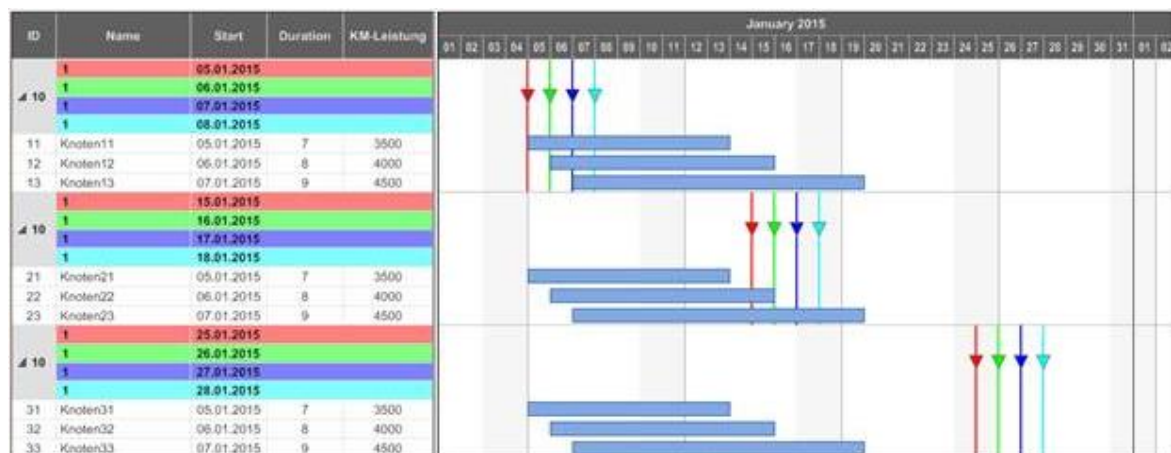 January 2015
ID Name Start Duration KM-Leistung
01 02 03 04 05 06 07 08 09 10 11 12 13 14 15 16 17 18 19 20 21 22 23 24 25 26 27 28 29 30 31 01 02
1 05.01.2015
1 06.01.2015
10
1 07.01.2015
1 08.01.2015
11 Knoten11 05.01.2015 7 3500
12 Knoten12 06.01.2015 8 4000
13 Knoten13 07.01.2015 9 4500
1 15.01.2015
1 16.01.2015
10
1 17.01.2015
1 18.01.2015
21 Knoten21 05.01.2015 7 3500
22 Knoten22 06.01.2015 8 4000
23 Knoten23 07.01.2015 9 4500
1 25.01.2015
1 26.01.2015
10
1 27.01.2015
1 28.01.2015
31 Knoten31 05.01.2015 7 3500
32 Knoten32 06.01.2015 8 4000
33 Knoten33 07.01.2015 9 4500